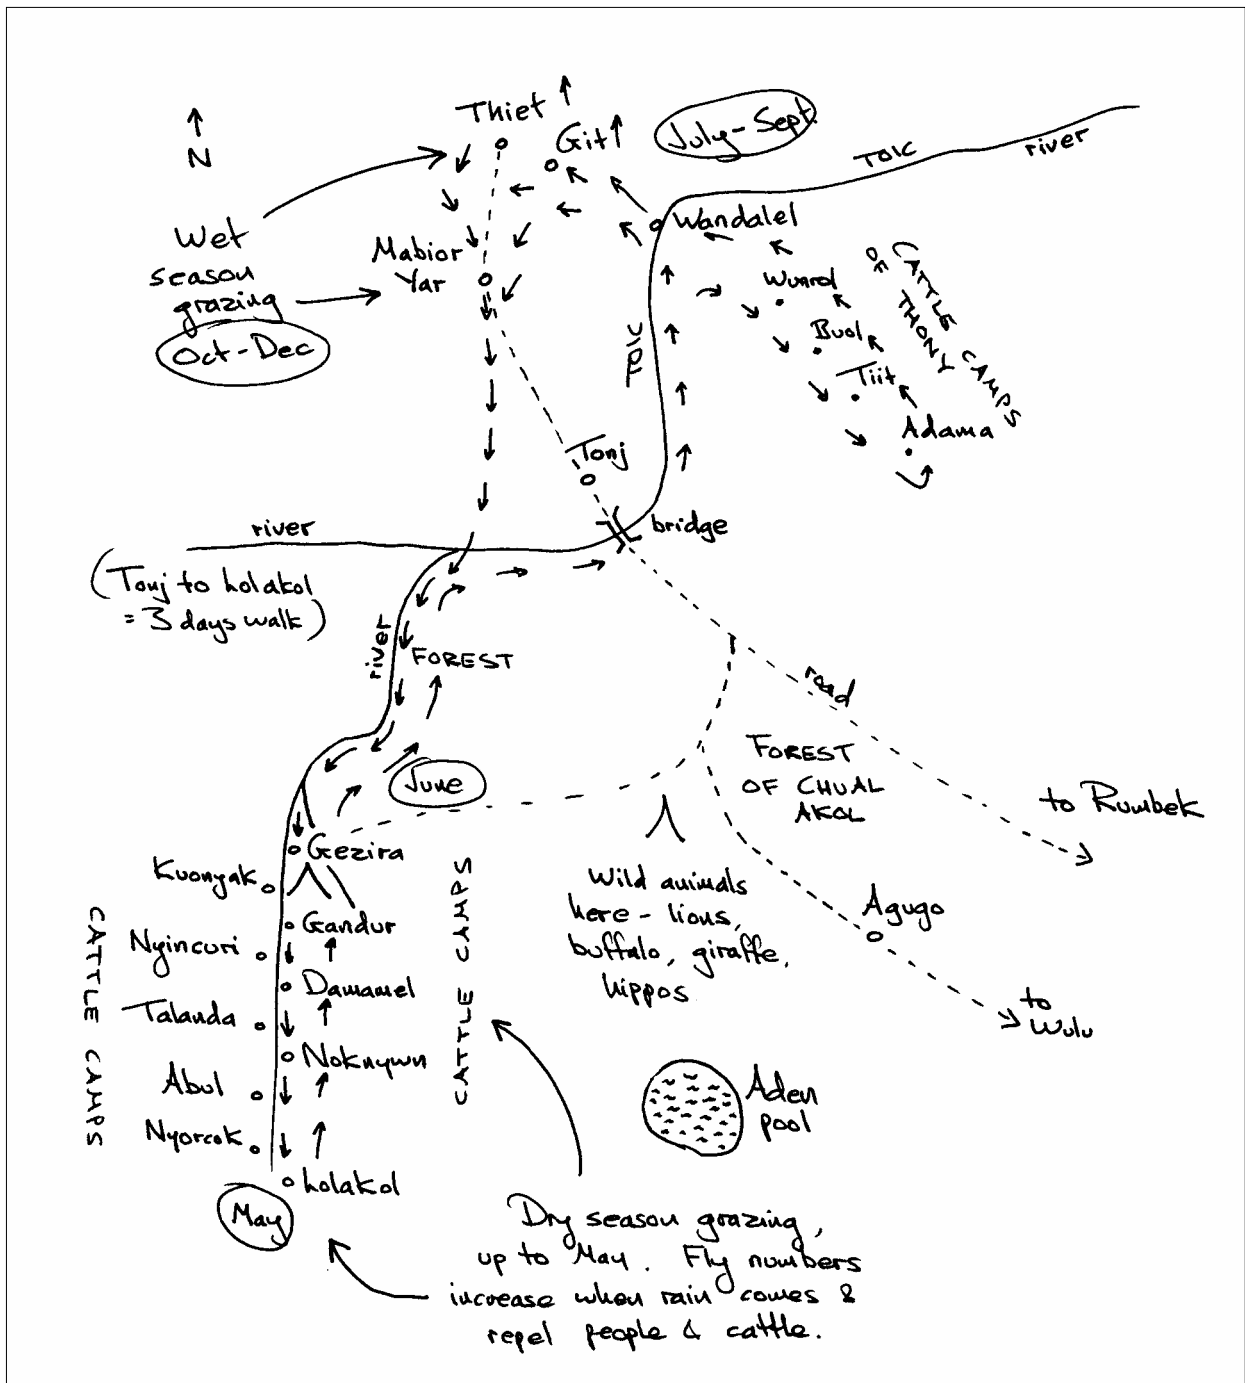 Thiet
Git
July-Sept.
N
TOIC
river
Wandalel
Wet
season
grazing
Oct-Dec
Mabior
Yar
CATTLE CAMPS
OF THONY
Wunrol
Buol
Tiit
Adama
TOIC
Tonj
bridge
river
(Tonj to Lolakol
= 3 days walk)
river
FOREST
road
FOREST
OF CHUAL
AKOL
to Rumbek
June
Gezira
Kuonyak
CATTLE CAMPS
Gandur
Nyincuri
Damamel
Talanda
Noknywn
Abul
Nyorcok
Lolakol
May
CATTLE CAMPS
Wild animals
here - lions,
buffalo, giraffe,
hippos.
Agugo
to
Wulu
Aden
pool
Dry season grazing,
up to May. Fly numbers
increase when rain comes &
repel people & cattle.